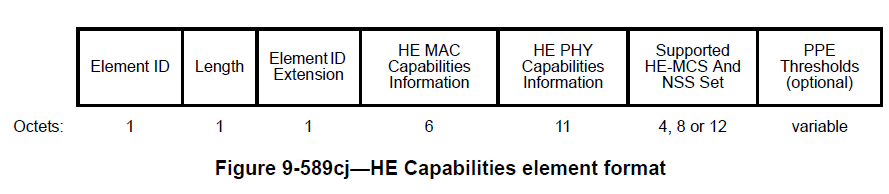 Element ID
Length
Element ID
Extension
HE MAC
Capabilities
Information
HE PHY
Capabilities
Information
Supported
HE-MCS And
NSS Set
PPE
Thresholds
(optional)
Octets: 1 1 1 6 11 4, 8 or 12 variable
Figure 9-589cj—HE Capabilities element format